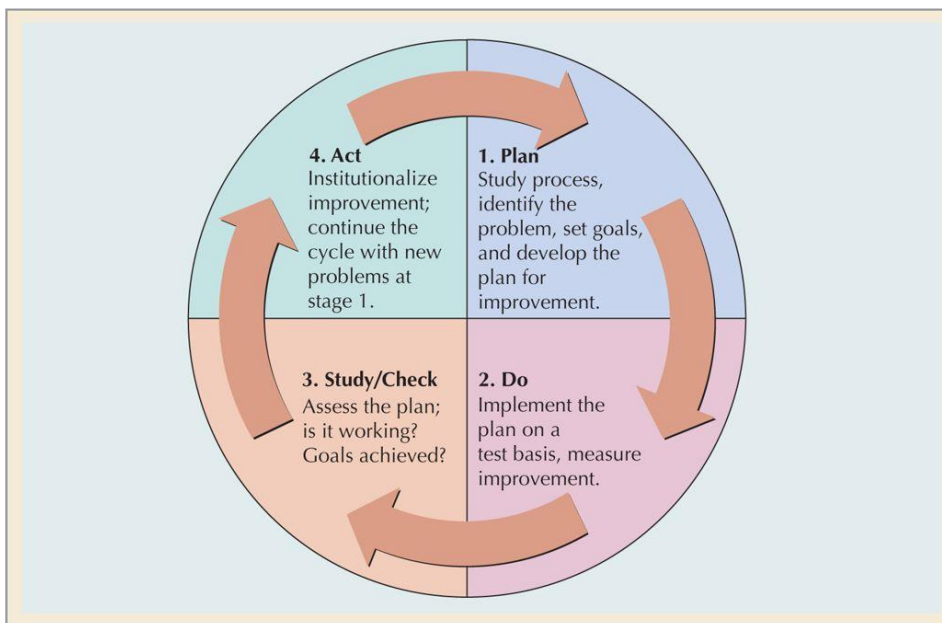 4. Act
Institutionalize
improvement;
continue the
cycle with new
problems at
stage 1.
1. Plan
Study process,
identify the
problem, set goals,
and develop the
plan for
improvement.
3. Study/Check
Assess the plan;
is it working?
Goals achieved?
2. Do
Implement the
plan on a
test basis, measure
improvement.